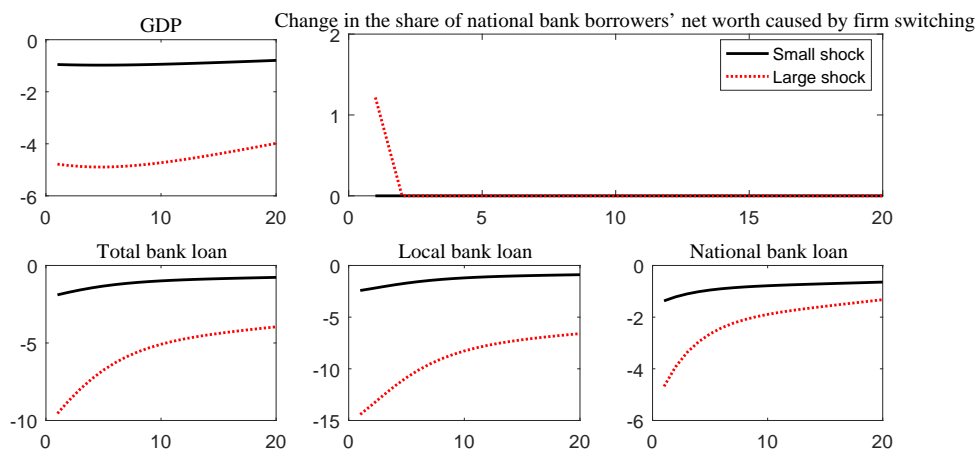 GDP
0
-2
-4
-6
0 10 20
Change in the share of national bank borrowers’ net worth caused by firm switching
2
1
0
0 5 10 15 20
Small shock
Large shock
Total bank loan
0
-5
-10
0 10 20
Local bank loan
0
-5
-10
-15
0 10 20
National bank loan
0
-2
-4
-6
0 10 20